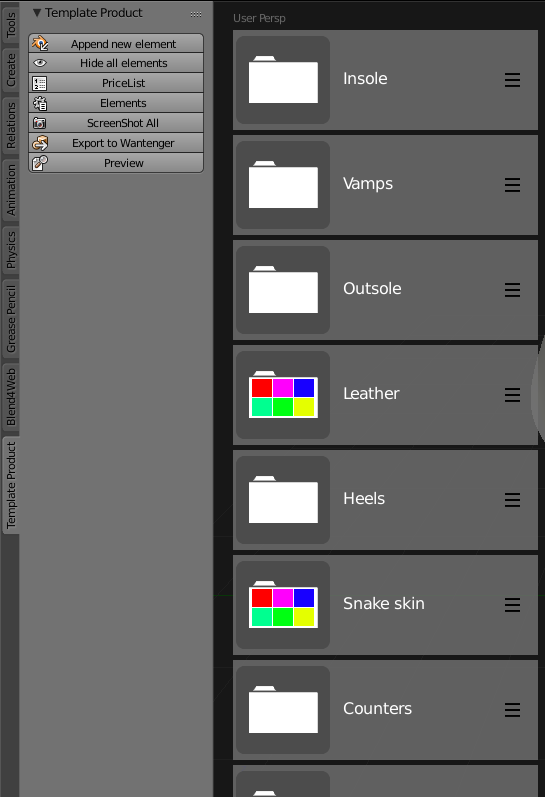 Tools
Create
Relations
Animation
Physics
Grease Pencil
Blend4Web
Template Product
Template Product
Append new element
Hide all elements
PriceList
Elements
ScreenShot All
Export to Wantenger
Preview
User Persp
Insole
Vamps
Outsole
Leather
Heels
Snake skin
Counters